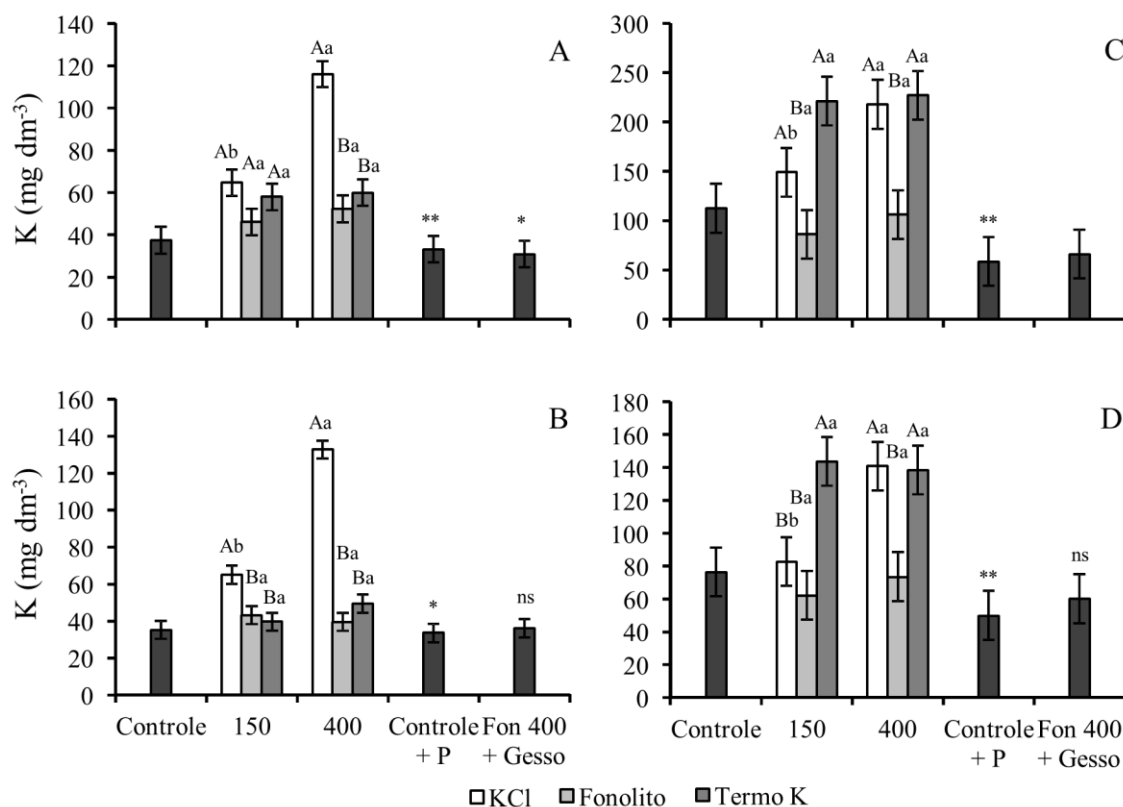 A
K (mg dm⁻³)
140
120
100
80
60
40
20
0
Ab
Aa
Aa
Aa
Ba
Ba
**
*
C
300
250
200
150
100
50
0
Ab
Ba
Aa
Aa
Ba
Aa
**
B
K (mg dm⁻³)
160
140
120
100
80
60
40
20
0
Ab
Ba
Ba
Aa
Ba
Ba
*
ns
Controle
150
400
Controle
+ P
Fon 400
+ Gesso
D
180
160
140
120
100
80
60
40
20
0
Bb
Ba
Aa
Aa
Ba
Aa
**
ns
Controle
150
400
Controle
+ P
Fon 400
+ Gesso
KCl Fonolito Termo K